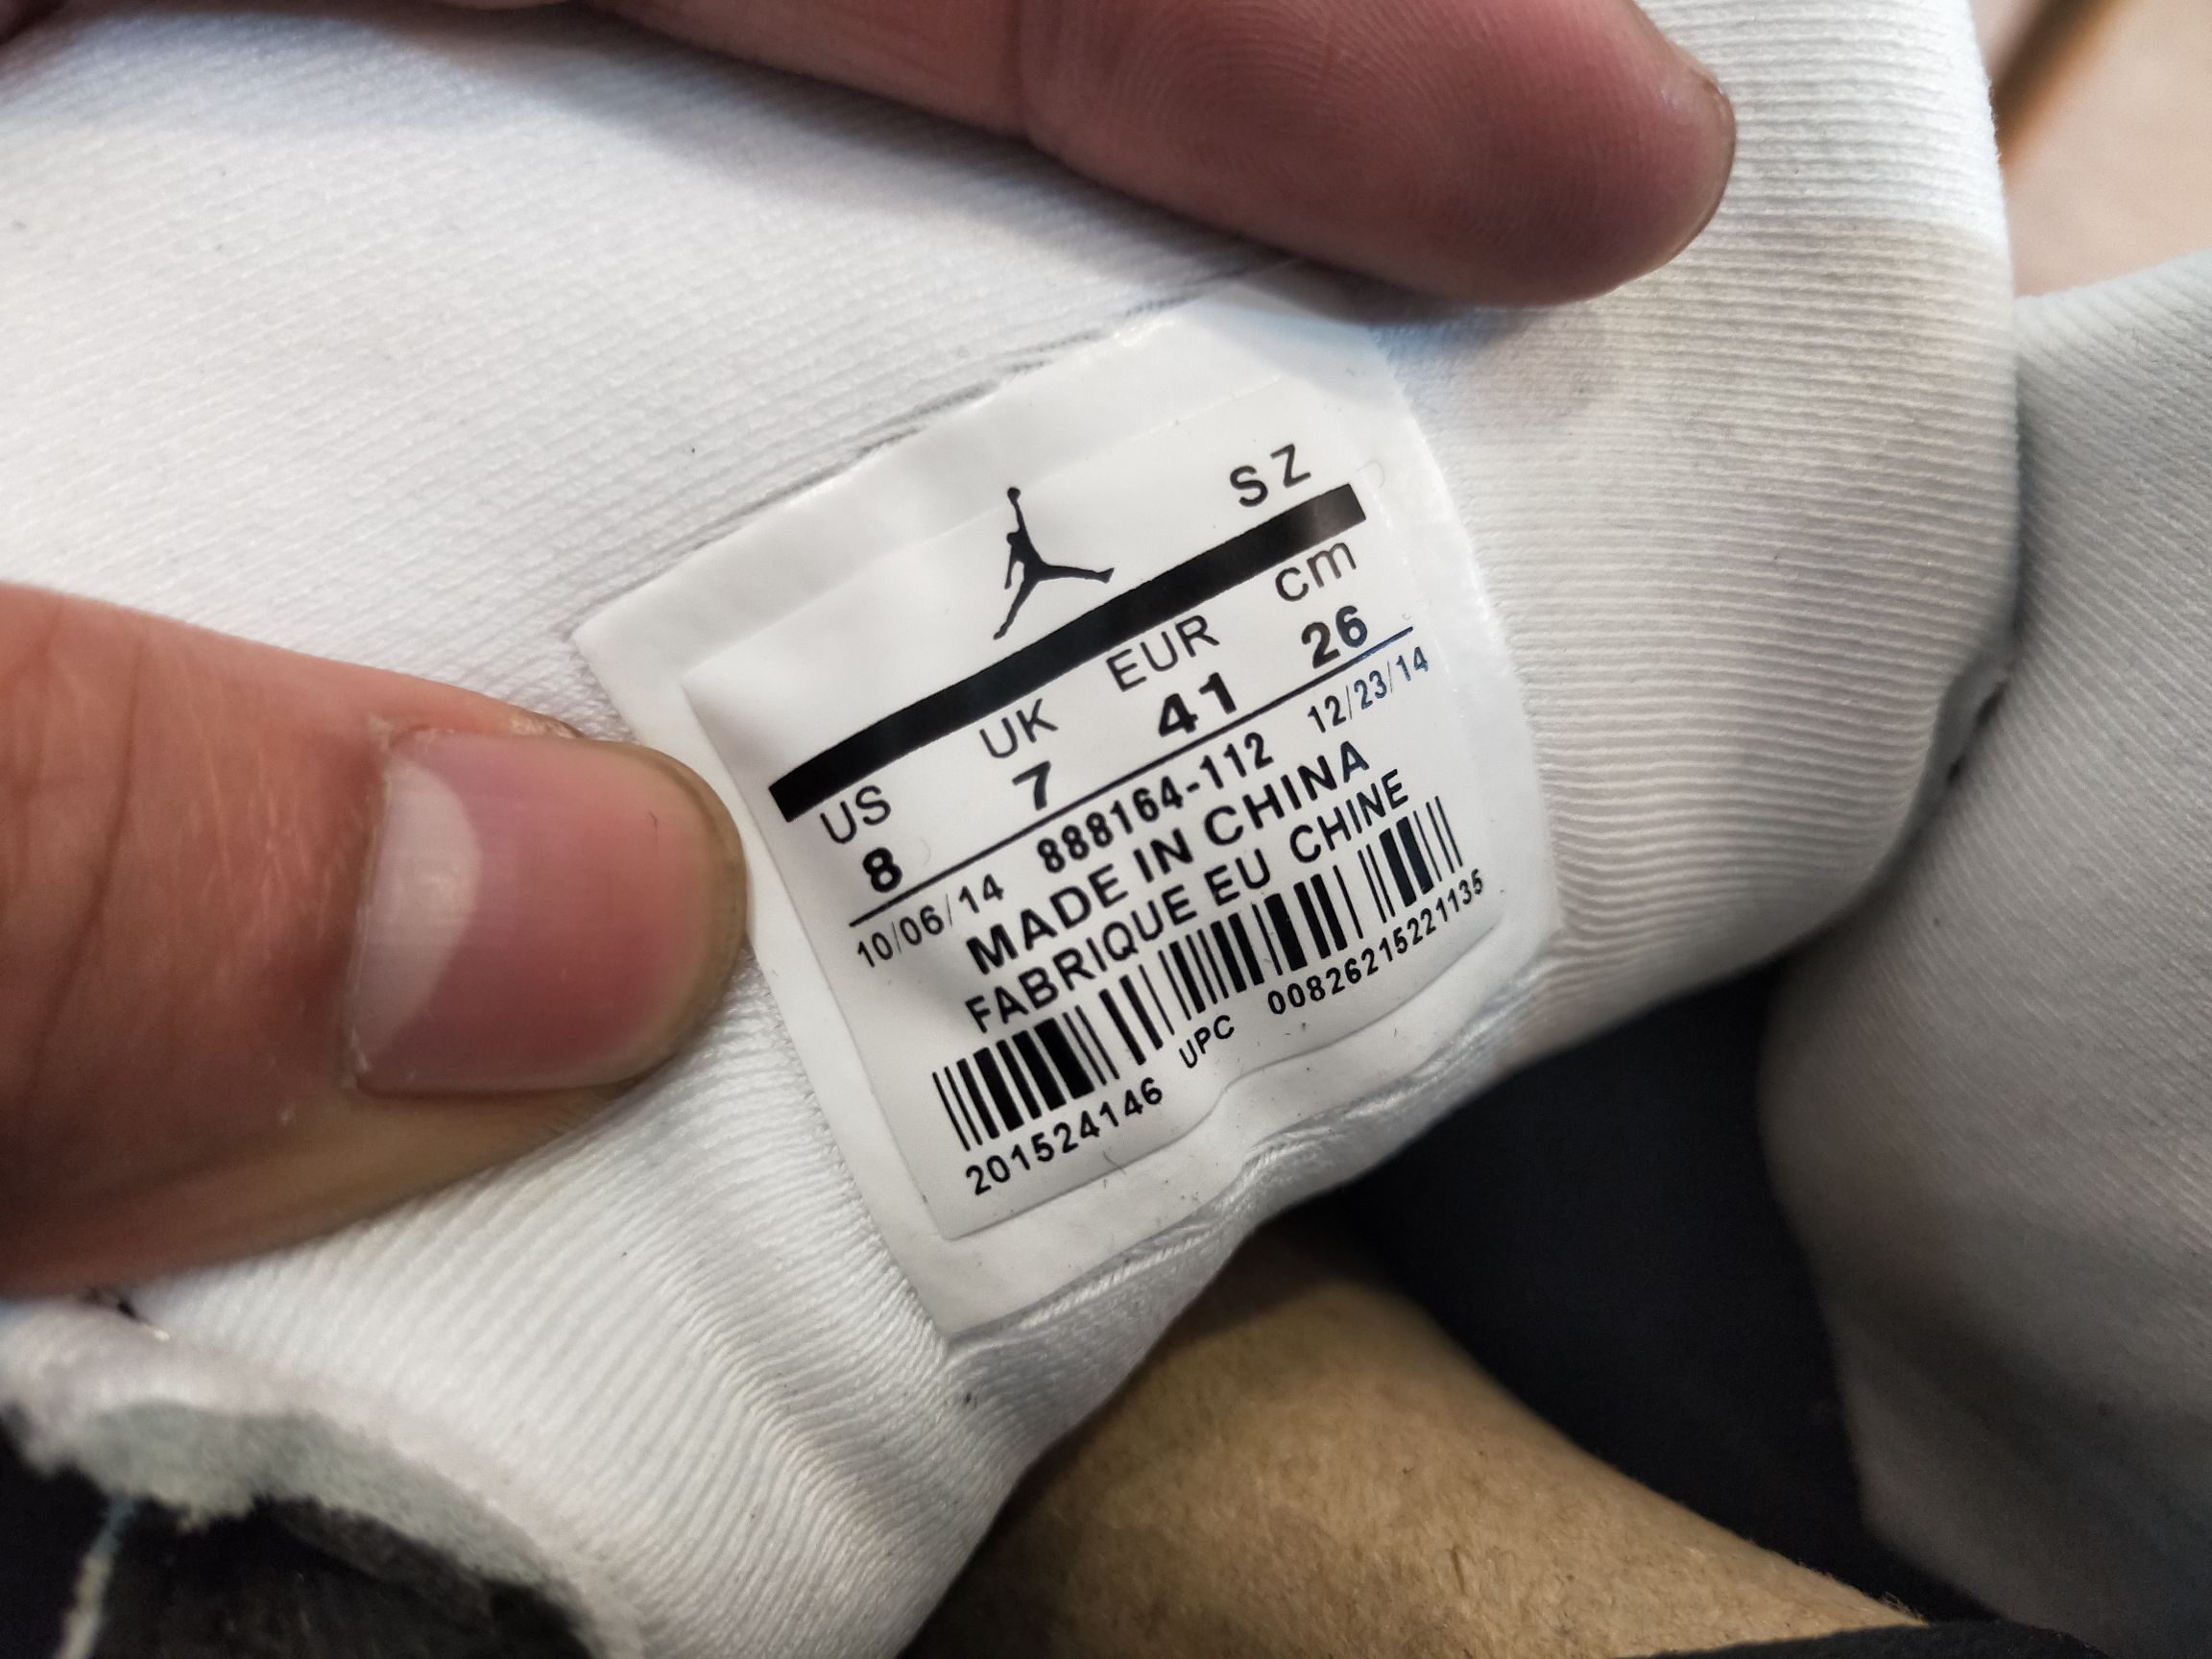 SZ
US UK EUR cm
8 7 41 26
10/06/14 888164-112 12/23/14
MADE IN CHINA
FABRIQUE EU CHINE
201524146 UPC 00826215221135